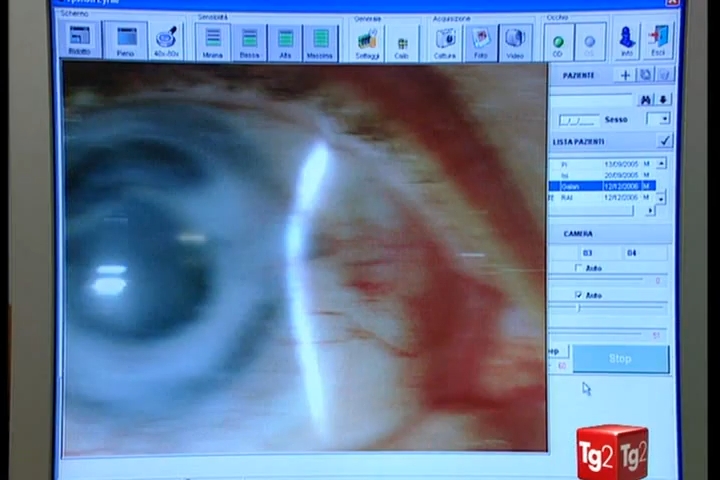 Schermo
Sensibilità
Generale
Acquisizione
Occhio
Ridotto
Pieno
40x-80x
Minima
Bassa
Alta
Massima
Settaggi
Calib
Cattura
Foto
Video
OD
OS
Info
Esci
PAZIENTE
Sesso
LISTA PAZIENTI
13/09/2005 M
20/09/2005 M
Galan 12/12/2006 M
RAI 12/12/2006 M
CAMERA
03 04
Auto
Auto
Stop
Tg2 Tg2